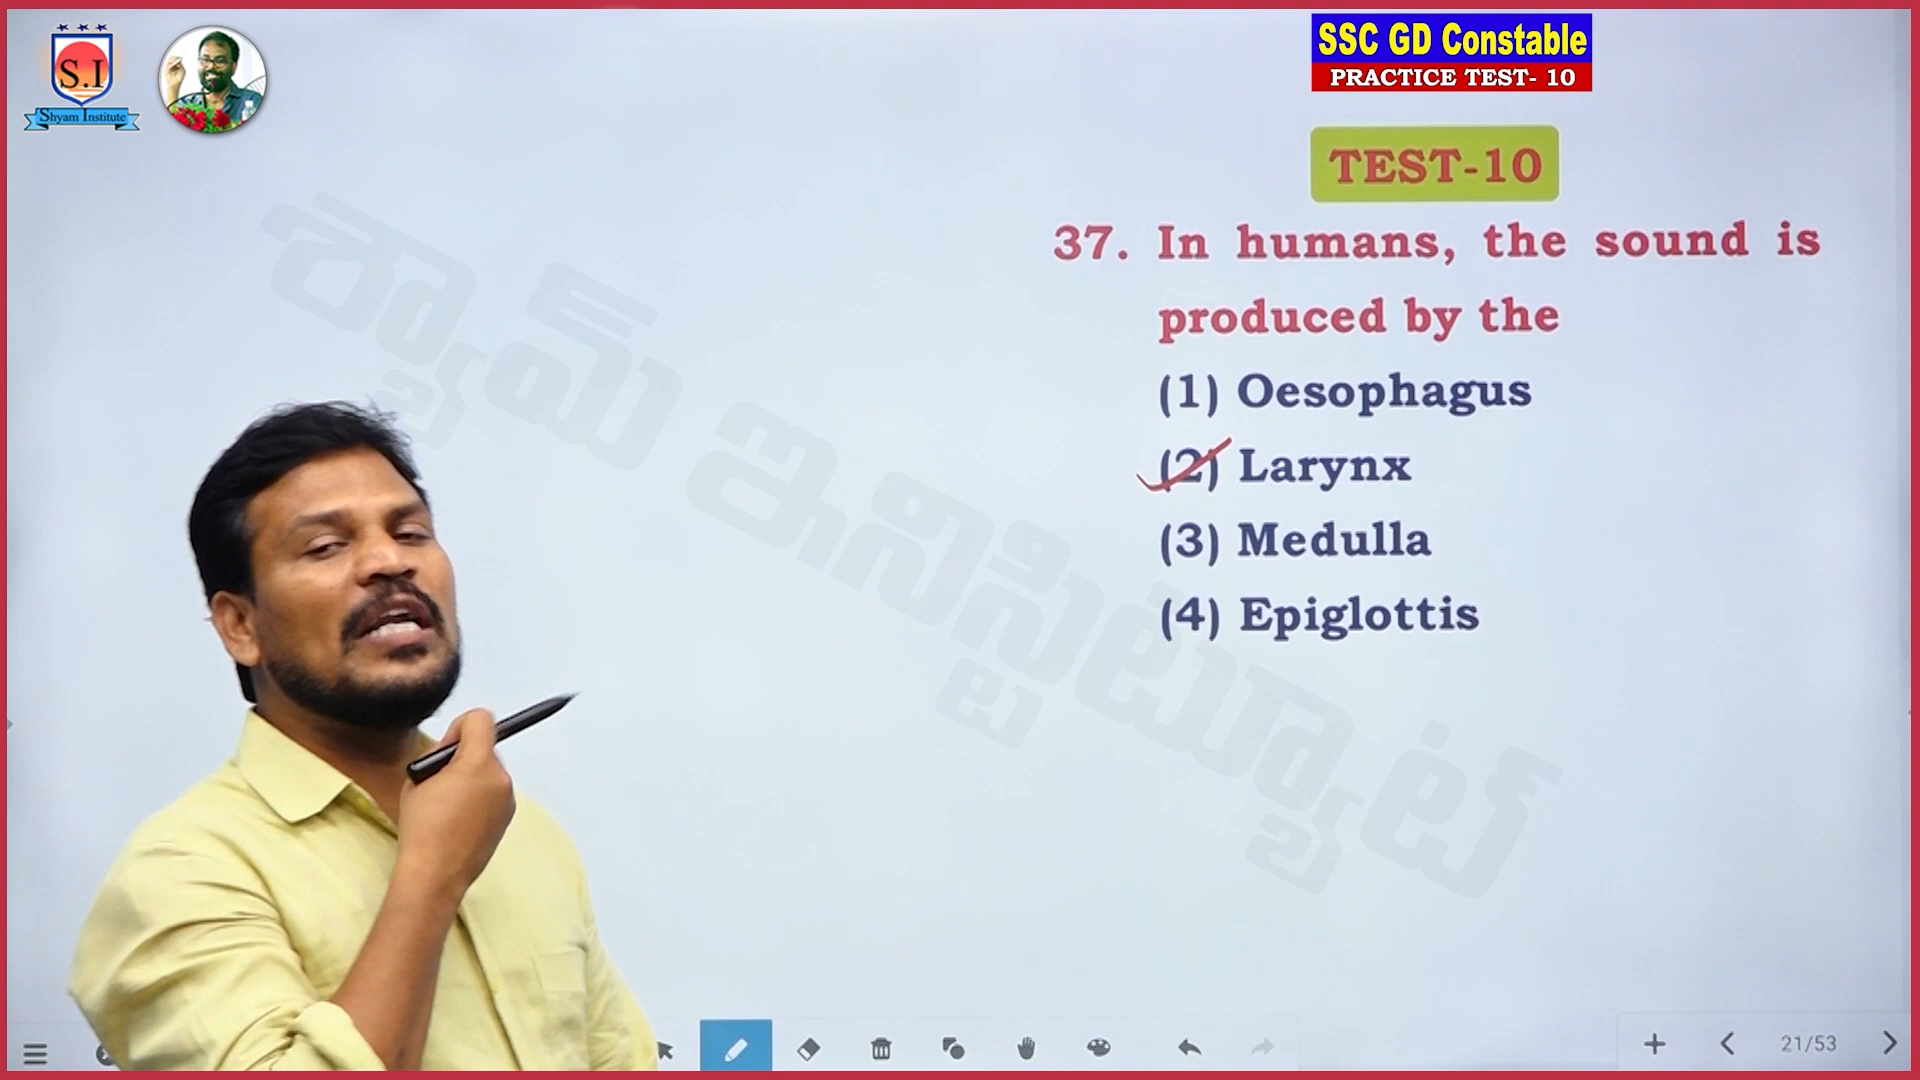 S.I
Shyam Institute
SSC GD Constable
PRACTICE TEST- 10
TEST-10
37. In humans, the sound is
produced by the
(1) Oesophagus
(2) Larynx
(3) Medulla
(4) Epiglottis
శ్యామ్ ఇన్స్టిట్యూట్
21/53